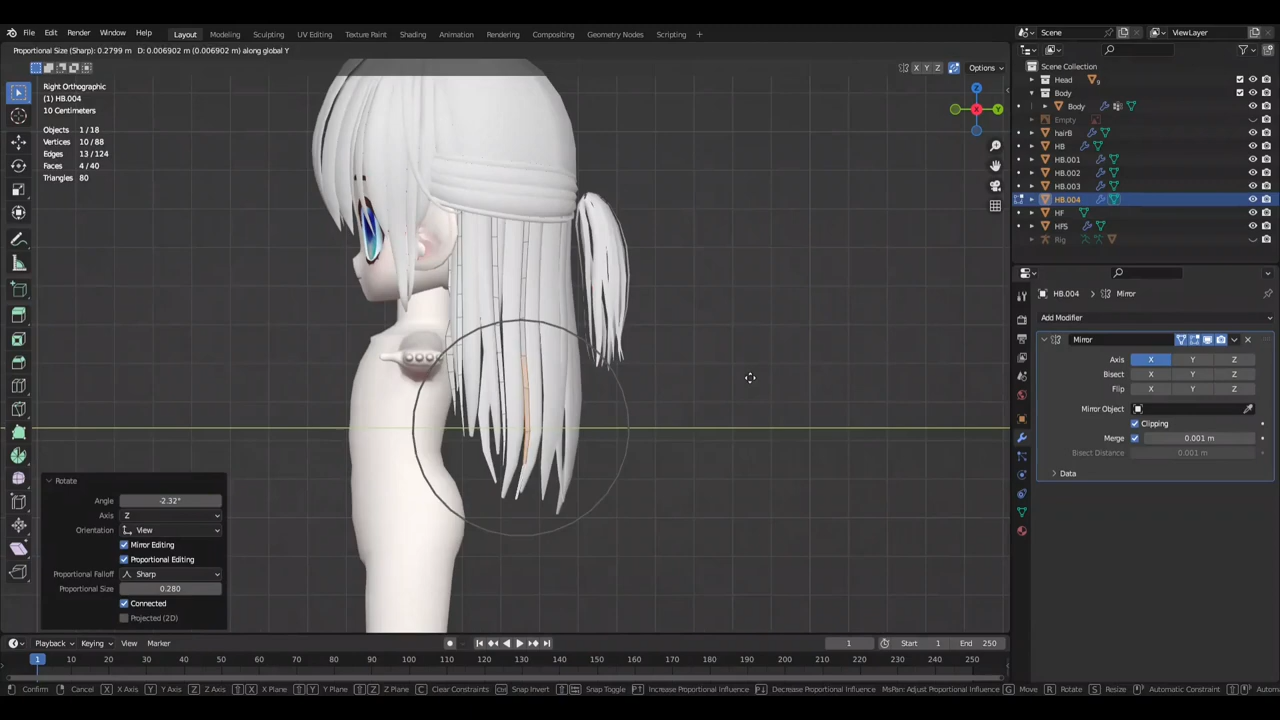 File Edit Render Window Help Layout Modeling Sculpting UV Editing Texture Paint Shading Animation Rendering Compositing Geometry Nodes Scripting + Scene ViewLayer
Proportional Size (Sharp): 0.2799 m D: 0.006902 m (0.006902 m) along global Y
X Y Z Options
Right Orthographic
(1) HB.004
10 Centimeters
Objects 1/18
Vertices 10/88
Edges 13/124
Faces 4/40
Triangles 80
Z
X
Y
Scene Collection
Head 9
Body
Body
Empty
hairB
HB
HB.001
HB.002
HB.003
HB.004
HF
HFS
Rig
HB.004 > Mirror
Add Modifier
Mirror
Axis X Y Z
Bisect X Y Z
Flip X Y Z
Mirror Object
Clipping
Merge 0.001 m
Bisect Distance 0.001 m
Data
Rotate
Angle -2.32°
Axis Z
Orientation View
Mirror Editing
Proportional Editing
Proportional Falloff Sharp
Proportional Size 0.280
Connected
Projected (2D)
Playback Keying View Marker 1 Start 1 End 250
1 10 20 30 40 50 60 70 80 90 100 110 120 130 140 150 160 170 180 190 200 210 220 230 240 250
Confirm Cancel X X Axis Y Y Axis Z Z Axis X X Plane Y Y Plane Z Z Plane C Clear Constraints Snap Invert Snap Toggle Increase Proportional Influence Decrease Proportional Influence MsPan: Adjust Proportional Influence G Move R Rotate S Resize Automatic Constraint Automa